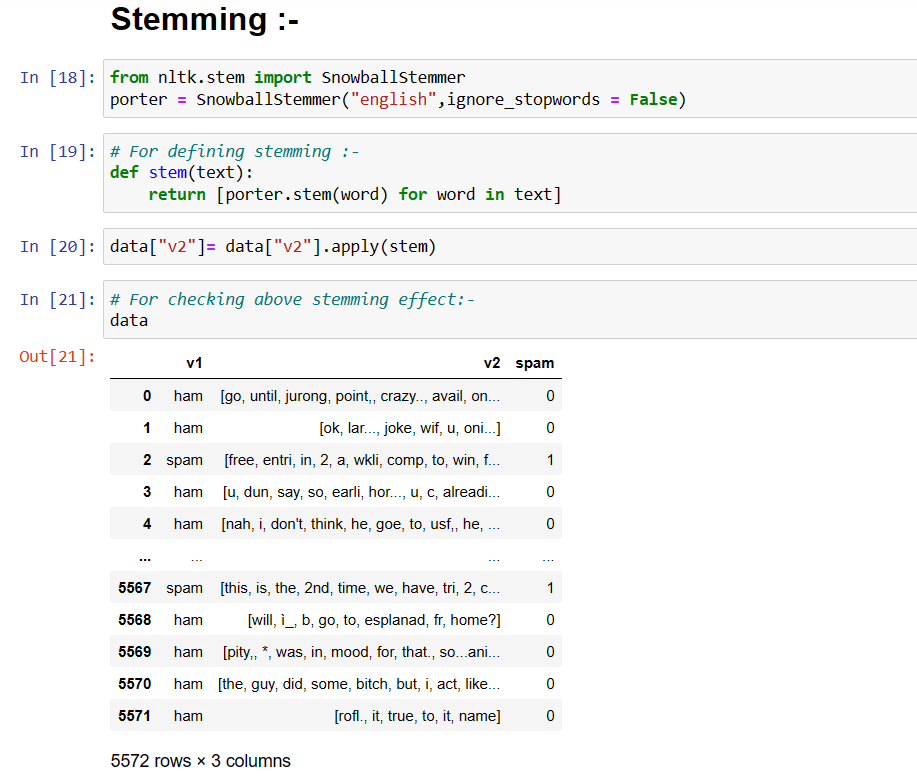 Stemming :-
In [18]: from nltk.stem import SnowballStemmer
porter = SnowballStemmer("english",ignore_stopwords = False)
In [19]: # For defining stemming :-
def stem(text):
    return [porter.stem(word) for word in text]
In [20]: data["v2"]= data["v2"].apply(stem)
In [21]: # For checking above stemming effect:-
data
Out[21]:
v1 v2 spam
0 ham [go, until, jurong, point,, crazy.., avail, on... 0
1 ham [ok, lar..., joke, wif, u, oni...] 0
2 spam [free, entri, in, 2, a, wkli, comp, to, win, f... 1
3 ham [u, dun, say, so, earli, hor..., u, c, alreadi... 0
4 ham [nah, i, don't, think, he, goe, to, usf,, he, ... 0
... ... ... ...
5567 spam [this, is, the, 2nd, time, we, have, tri, 2, c... 1
5568 ham [will, ì_, b, go, to, esplanad, fr, home?] 0
5569 ham [pity,, *, was, in, mood, for, that., so...ani... 0
5570 ham [the, guy, did, some, bitch, but, i, act, like... 0
5571 ham [rofl., it, true, to, it, name] 0
5572 rows × 3 columns